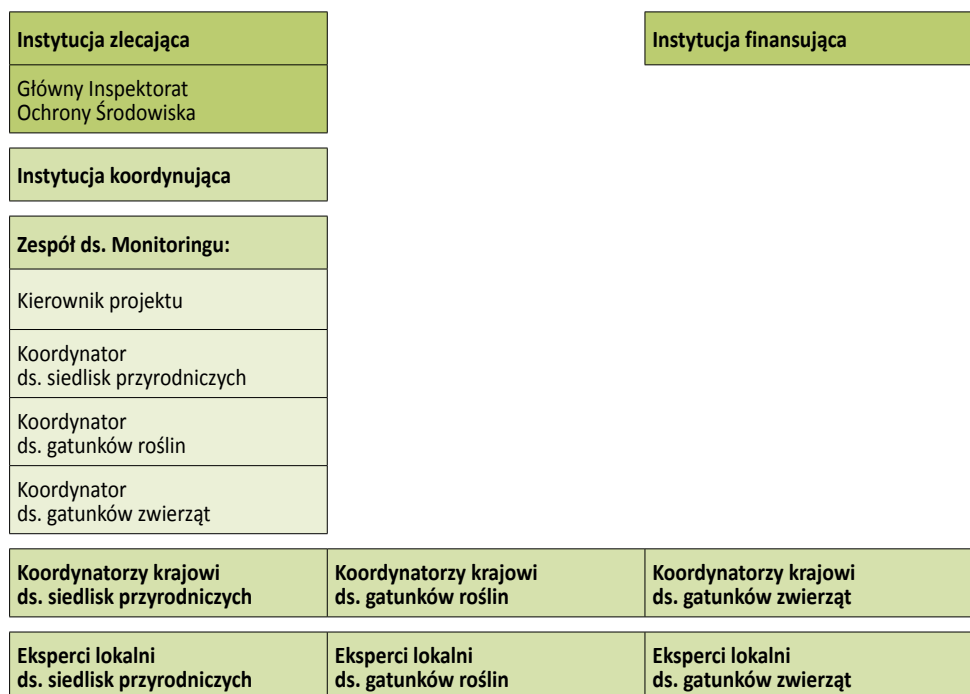 Instytucja zlecająca
Instytucja finansująca
Główny Inspektorat
Ochrony Środowiska
Instytucja koordynująca
Zespół ds. Monitoringu:
Kierownik projektu
Koordynator
ds. siedlisk przyrodniczych
Koordynator
ds. gatunków roślin
Koordynator
ds. gatunków zwierząt
Koordynatorzy krajowi
ds. siedlisk przyrodniczych
Koordynatorzy krajowi
ds. gatunków roślin
Koordynatorzy krajowi
ds. gatunków zwierząt
Eksperci lokalni
ds. siedlisk przyrodniczych
Eksperci lokalni
ds. gatunków roślin
Eksperci lokalni
ds. gatunków zwierząt